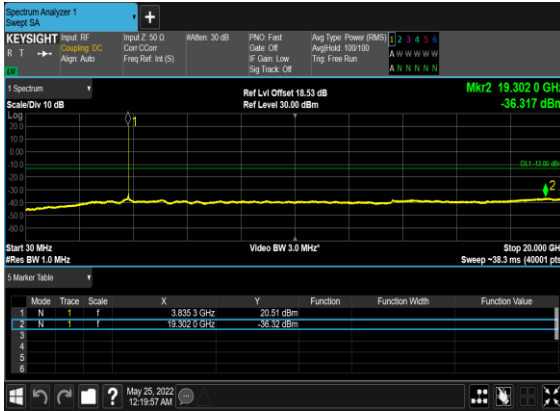 Spectrum Analyzer 1
Swept SA
+
KEYSIGHT Input: RF Input Z: 50 Ω #Atten: 30 dB PNO: Fast Avg Type: Power (RMS) 1 2 3 4 5 6
R T Coupling: DC Corr CCorr Gate: Off Avg|Hold: 100/100 A W W W W W
Align: Auto Freq Ref: Int (S) IF Gain: Low Trig: Free Run
Sig Track: Off A N N N N N
1 Spectrum Ref Lvl Offset 18.53 dB Mkr2 19.302 0 GHz
Scale/Div 10 dB Ref Level 30.00 dBm -36.317 dBm
Log
20.0
10.0
0.00
-10.0
-20.0
-30.0
-40.0
-50.0
-60.0
1
DL1 -13.00 dBm
2
Start 30 MHz Video BW 3.0 MHz* Stop 20.000 GHz
#Res BW 1.0 MHz Sweep ~38.3 ms (40001 pts)
5 Marker Table
Mode Trace Scale X Y Function Function Width Function Value
1 N 1 f 3.835 3 GHz 20.51 dBm
2 N 1 f 19.302 0 GHz -36.32 dBm
3
4
5
6
? May 25, 2022
12:19:57 AM